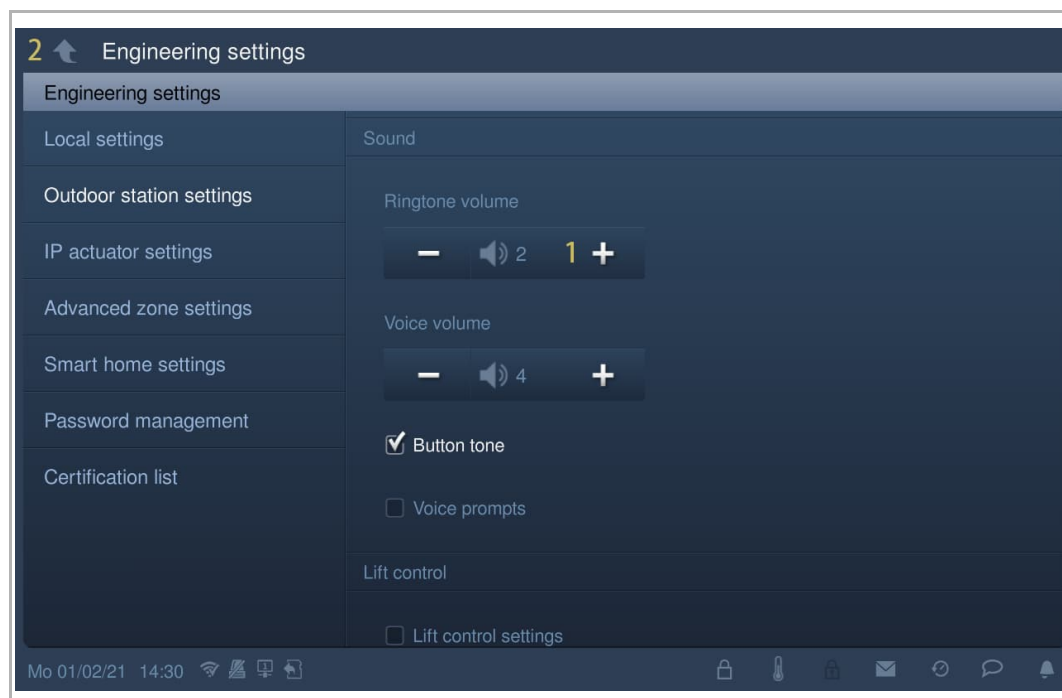 2 Engineering settings
Engineering settings
Local settings
Outdoor station settings
IP actuator settings
Advanced zone settings
Smart home settings
Password management
Certification list
Sound
Ringtone volume
− 2 1 +
Voice volume
− 4 +
Button tone
Voice prompts
Lift control
Lift control settings
Mo 01/02/21 14:30